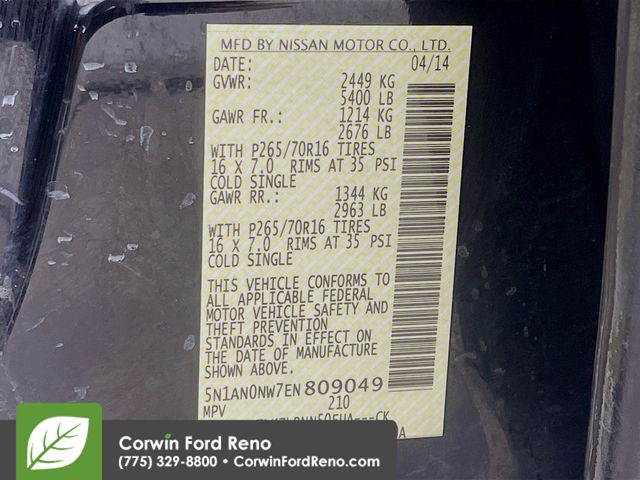 MFD BY NISSAN MOTOR CO., LTD.
DATE: 04/14
GVWR: 2449 KG
5400 LB
GAWR FR.: 1214 KG
2676 LB
WITH P265/70R16 TIRES
16 X 7.0 RIMS AT 35 PSI
COLD SINGLE
GAWR RR.: 1344 KG
2963 LB
WITH P265/70R16 TIRES
16 X 7.0 RIMS AT 35 PSI
COLD SINGLE
THIS VEHICLE CONFORMS TO
ALL APPLICABLE FEDERAL
MOTOR VEHICLE SAFETY AND
THEFT PREVENTION
STANDARDS IN EFFECT ON
THE DATE OF MANUFACTURE
SHOWN ABOVE.
5N1AN0NW7EN 809049
MPV 210
Corwin Ford Reno
(775) 329-8800 • CorwinFordReno.com